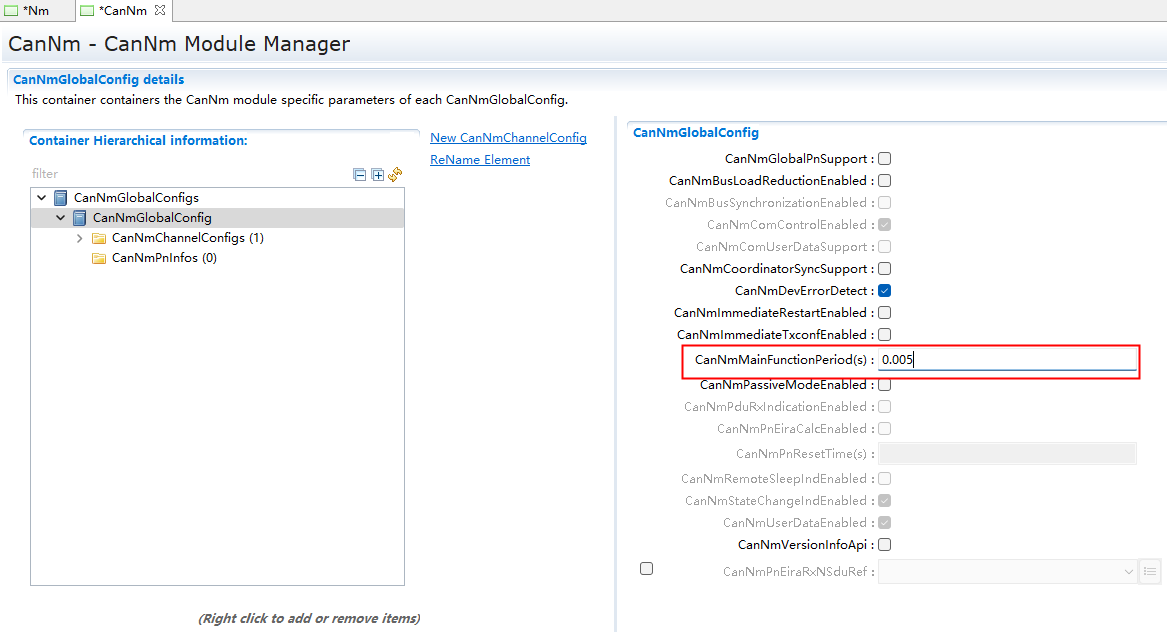 *Nm
*CanNm
CanNm - CanNm Module Manager
CanNmGlobalConfig details
This container containers the CanNm module specific parameters of each CanNmGlobalConfig.
Container Hierarchical information:
filter
CanNmGlobalConfigs
CanNmGlobalConfig
CanNmChannelConfigs (1)
CanNmPnInfos (0)
(Right click to add or remove items)
New CanNmChannelConfig
ReName Element
CanNmGlobalConfig
CanNmGlobalPnSupport :
CanNmBusLoadReductionEnabled :
CanNmBusSynchronizationEnabled :
CanNmComControlEnabled :
CanNmComUserDataSupport :
CanNmCoordinatorSyncSupport :
CanNmDevErrorDetect :
CanNmImmediateRestartEnabled :
CanNmImmediateTxconfEnabled :
CanNmMainFunctionPeriod(s) : 0.005
CanNmPassiveModeEnabled :
CanNmPduRxIndicationEnabled :
CanNmPnEiraCalcEnabled :
CanNmPnResetTime(s) :
CanNmRemoteSleepIndEnabled :
CanNmStateChangeIndEnabled :
CanNmUserDataEnabled :
CanNmVersionInfoApi :
CanNmPnEiraRxNSduRef :